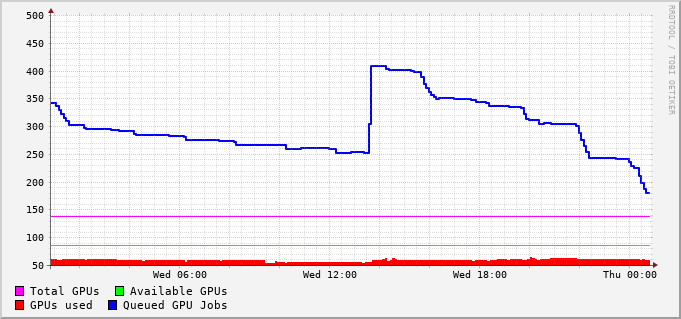 500
450
400
350
300
250
200
150
100
50
Wed 06:00 Wed 12:00 Wed 18:00 Thu 00:00
Total GPUs Available GPUs
GPUs used Queued GPU Jobs
RRDTOOL / TOBI OETIKER